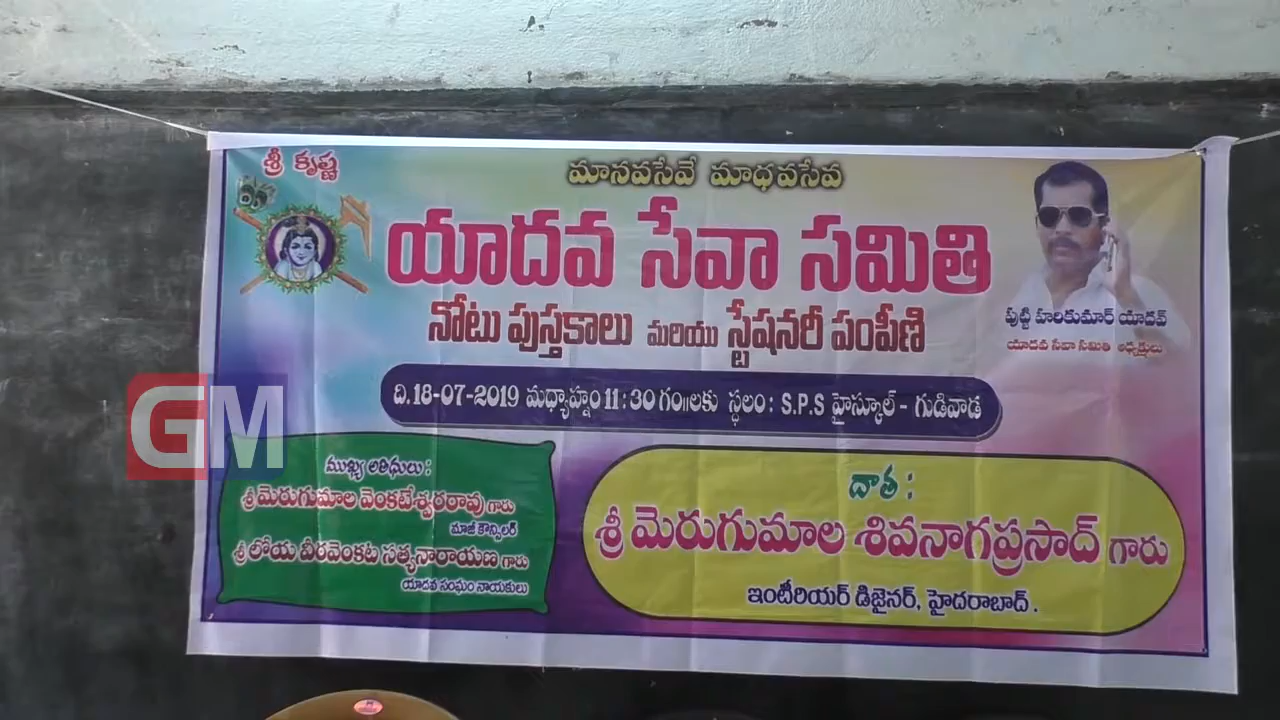 శ్రీ కృష్ణ
మానవసేవే మాధవసేవ
యాదవ సేవా సమితి
నోటు పుస్తకాలు మరియు స్టేషనరీ పంపిణి
పుట్టి హరికుమార్ యాదవ్
యాదవ సేవా సమితి అధ్యక్షులు
ది.18-07-2019 మధ్యాహ్నం 11:30 గం॥లకు స్థలం: S.P.S హైస్కూల్ - గుడివాడ
GM
ముఖ్య అతిధులు :
శ్రీ మెరుగుమాల వెంకటేశ్వరరావు గారు
మాజీ కౌన్సిలర్
శ్రీ లోయ వీరవెంకట సత్యనారాయణ గారు
యాదవ సంఘం నాయకులు
దాత :
శ్రీ మెరుగుమాల శివనాగప్రసాద్ గారు
ఇంటీరియర్ డిజైనర్, హైదరాబాద్.